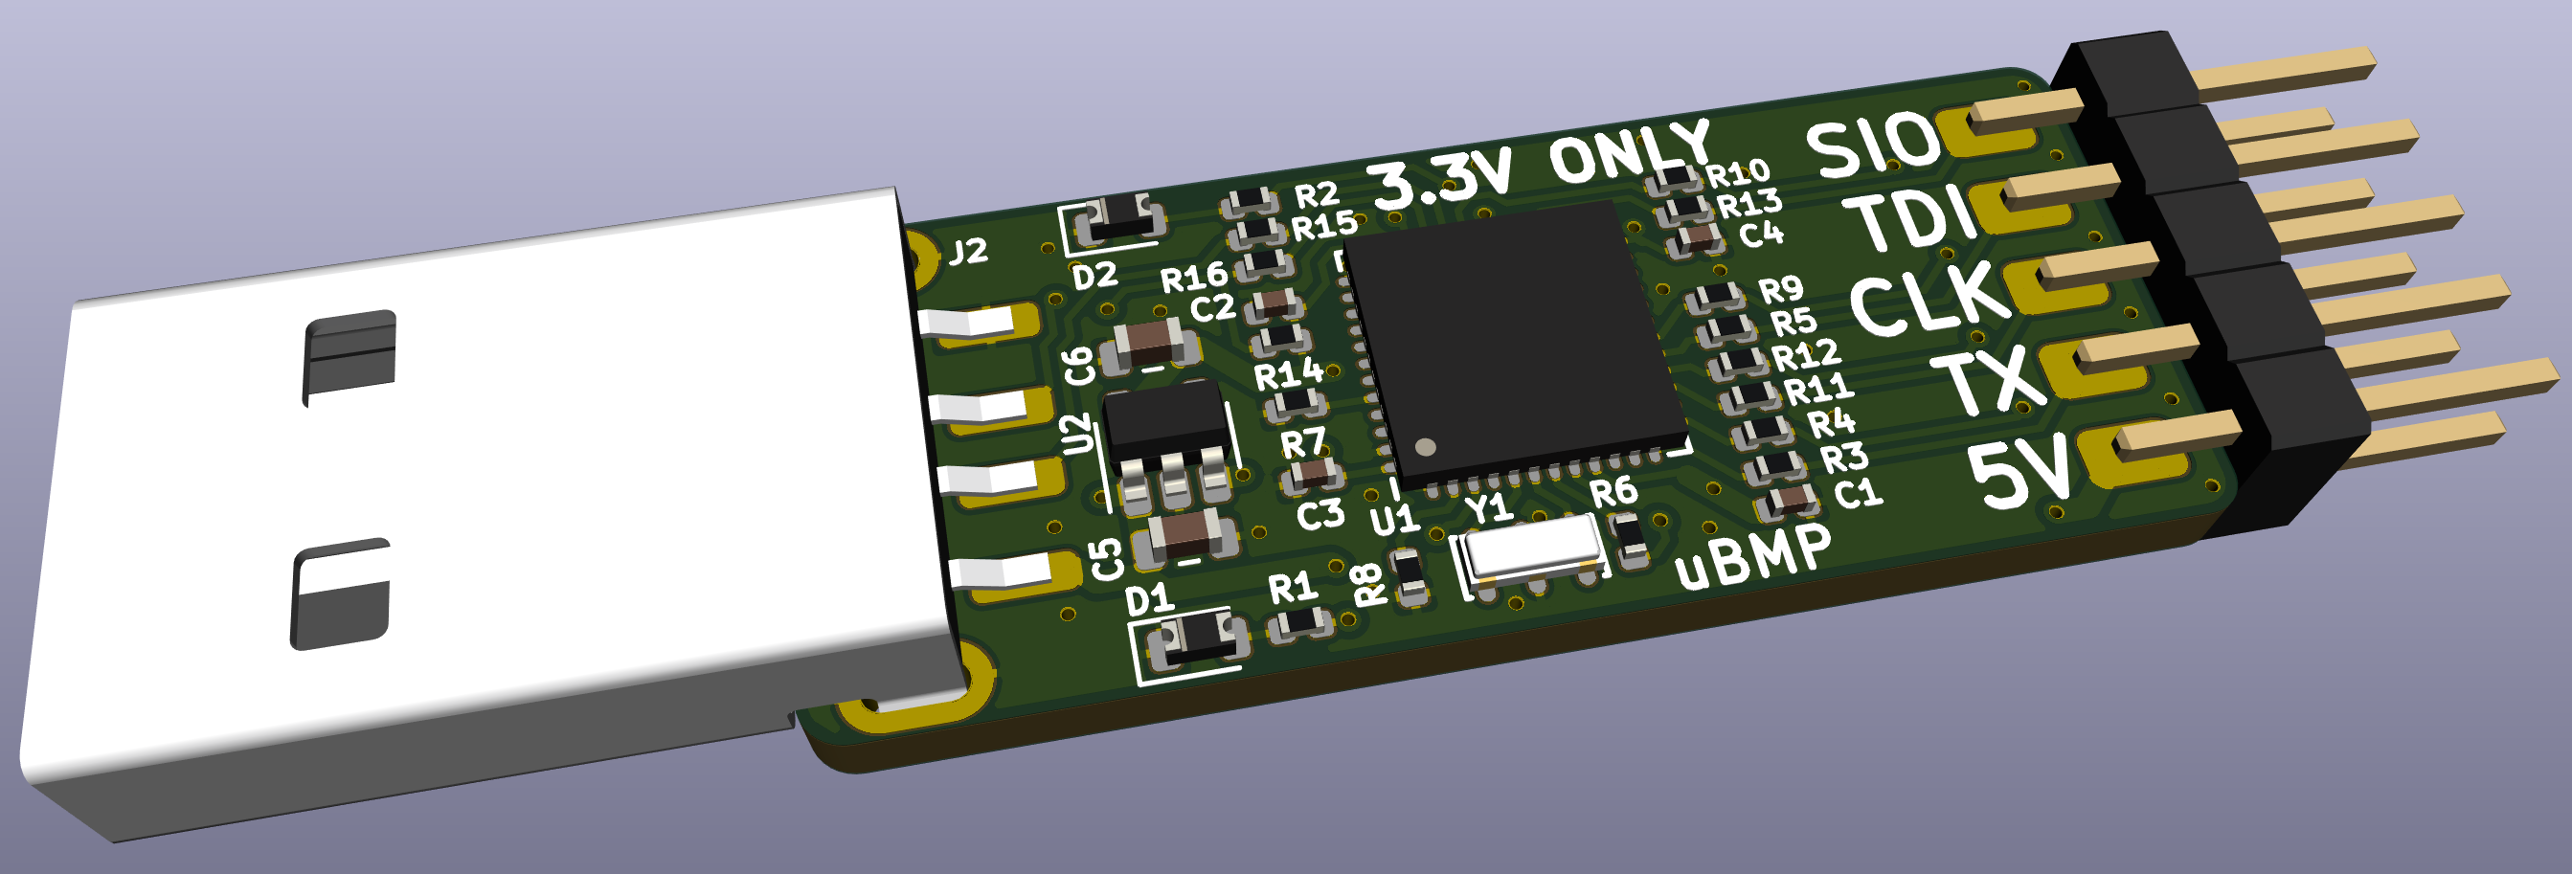 3.3V ONLY
SIO
TDI
CLK
TX
5V
uBMP
J2
D2
R2
R15
R16
C2
C6
R14
U2
R7
C3
C5
D1
R1
R8
U1
Y1
R6
R10
R13
C4
R9
R5
R12
R11
R4
R3
C1